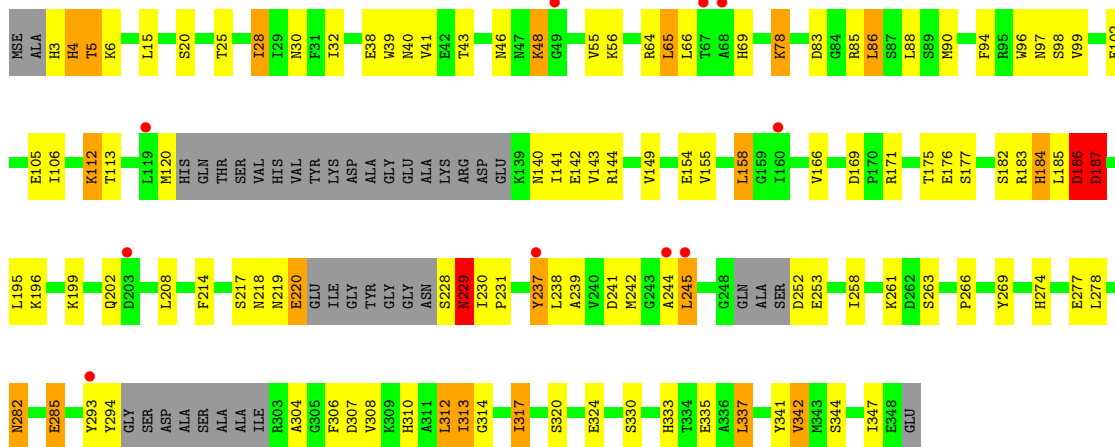 MSE ALA H3 H4 T5 K6 L15 S20 T25 I28 I29 N30 F31 I32 E38 W39 N40 V41 E42 T43 N46 N47 K48 G49 V55 K56 R64 L65 L66 T67 A68 H69 K78 D83 G84 R85 L86 S87 L88 S89 M90 F94 R95 W96 N97 S98 V99
E105 I106 K112 T113 L119 M120 HIS GLN THR SER VAL HIS VAL TYR LYS ASP ALA GLY GLU ALA LYS ARG ASP GLU K139 N140 I141 E142 V143 R144 V149 E154 V155 L158 G159 I160 V166 D169 P170 R171 T175 E176 S177 S182 R183 H184 L185 D186 D187
L195 K196 K199 Q202 D203 L208 F214 S217 N218 N219 E220 GLU ILE GLY TYR GLY GLY ASN S228 N229 I230 P231 Y237 L238 A239 V240 D241 M242 G243 A244 L245 G248 GLN ALA SER D252 E253 I258 K261 D262 S263 P266 Y269 H274 E277 L278
N282 E285 Y293 Y294 GLY SER ASP ALA SER ALA ALA ILE R303 A304 G305 F306 D307 V308 K309 H310 A311 L312 I313 G314 I317 S320 E324 S330 H333 T334 E335 A336 L337 Y341 V342 M343 S344 I347 E348 GLU